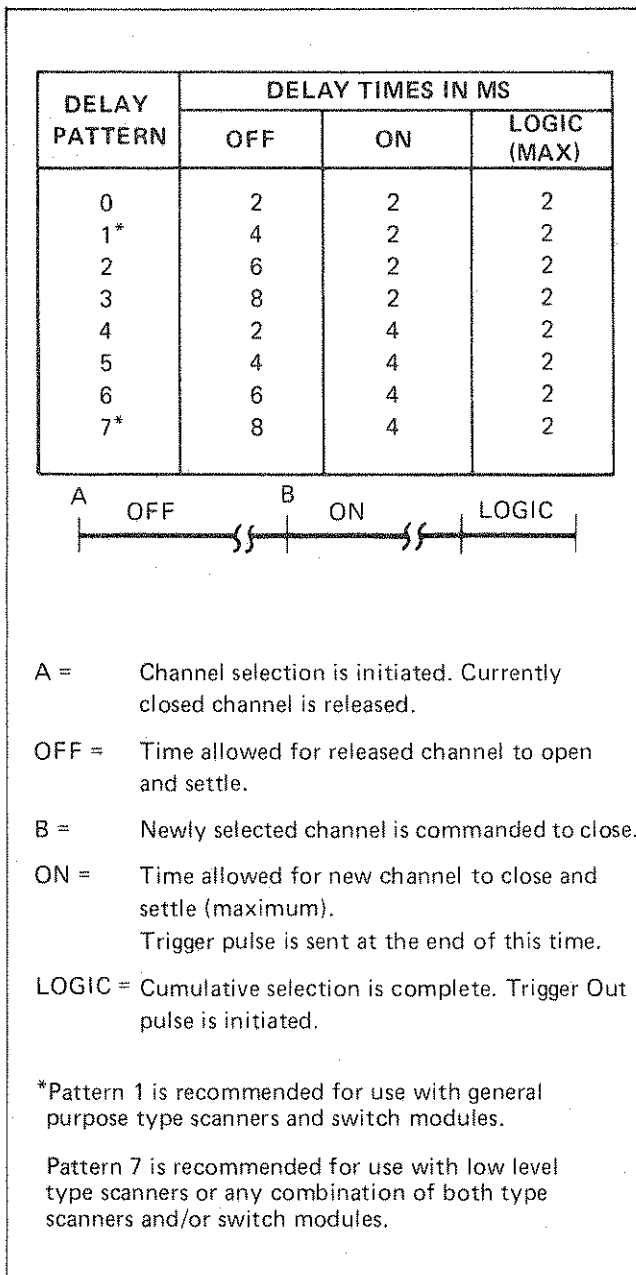 DELAY PATTERN DELAY TIMES IN MS
OFF ON LOGIC (MAX)
0 2 2 2
1* 4 2 2
2 6 2 2
3 8 2 2
4 2 4 2
5 4 4 2
6 6 4 2
7* 8 4 2
A OFF B ON LOGIC
A = Channel selection is initiated. Currently
closed channel is released.
OFF = Time allowed for released channel to open
and settle.
B = Newly selected channel is commanded to close.
ON = Time allowed for new channel to close and
settle (maximum).
Trigger pulse is sent at the end of this time.
LOGIC = Cumulative selection is complete. Trigger Out
pulse is initiated.
*Pattern 1 is recommended for use with general
purpose type scanners and switch modules.
Pattern 7 is recommended for use with low level
type scanners or any combination of both type
scanners and/or switch modules.